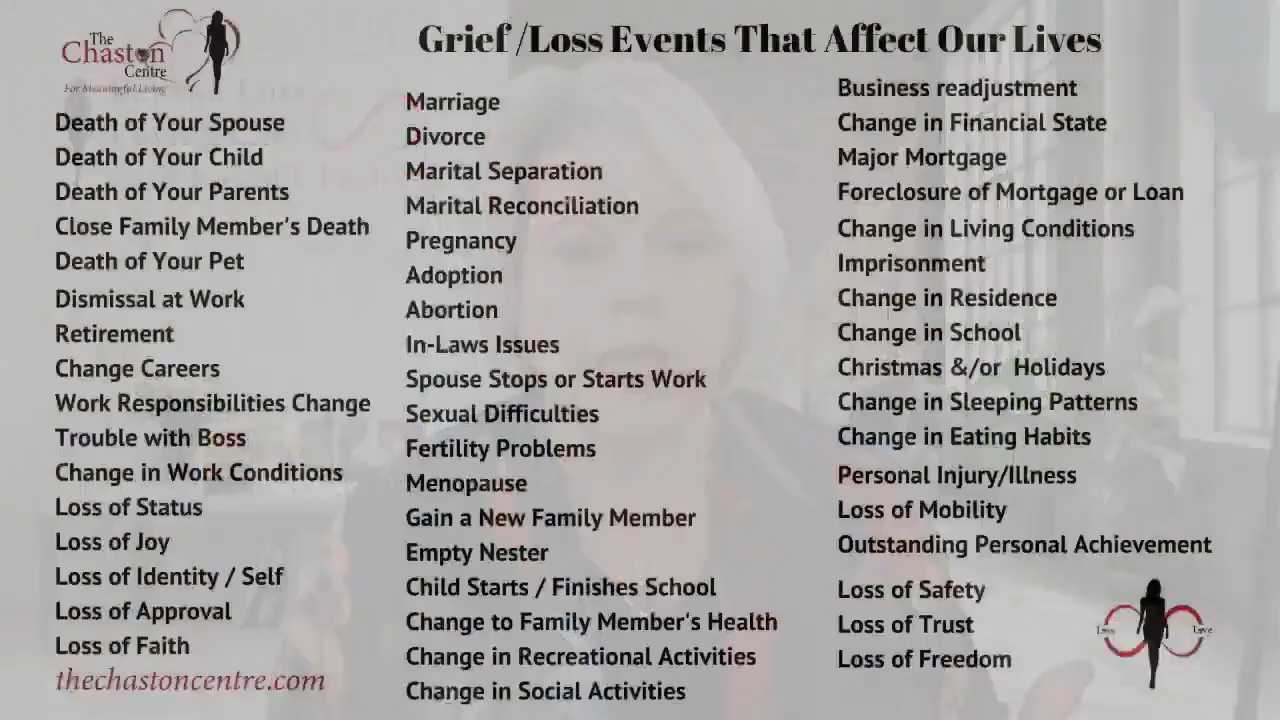 The
Chaston
Centre
For Meaningful Living
Grief /Loss Events That Affect Our Lives
Death of Your Spouse
Death of Your Child
Death of Your Parents
Close Family Member's Death
Death of Your Pet
Dismissal at Work
Retirement
Change Careers
Work Responsibilities Change
Trouble with Boss
Change in Work Conditions
Loss of Status
Loss of Joy
Loss of Identity / Self
Loss of Approval
Loss of Faith
thechastoncentre.com
Marriage
Divorce
Marital Separation
Marital Reconciliation
Pregnancy
Adoption
Abortion
In-Laws Issues
Spouse Stops or Starts Work
Sexual Difficulties
Fertility Problems
Menopause
Gain a New Family Member
Empty Nester
Child Starts / Finishes School
Change to Family Member's Health
Change in Recreational Activities
Change in Social Activities
Business readjustment
Change in Financial State
Major Mortgage
Foreclosure of Mortgage or Loan
Change in Living Conditions
Imprisonment
Change in Residence
Change in School
Christmas &/or Holidays
Change in Sleeping Patterns
Change in Eating Habits
Personal Injury/Illness
Loss of Mobility
Outstanding Personal Achievement
Loss of Safety
Loss of Trust
Loss of Freedom
Loss Love